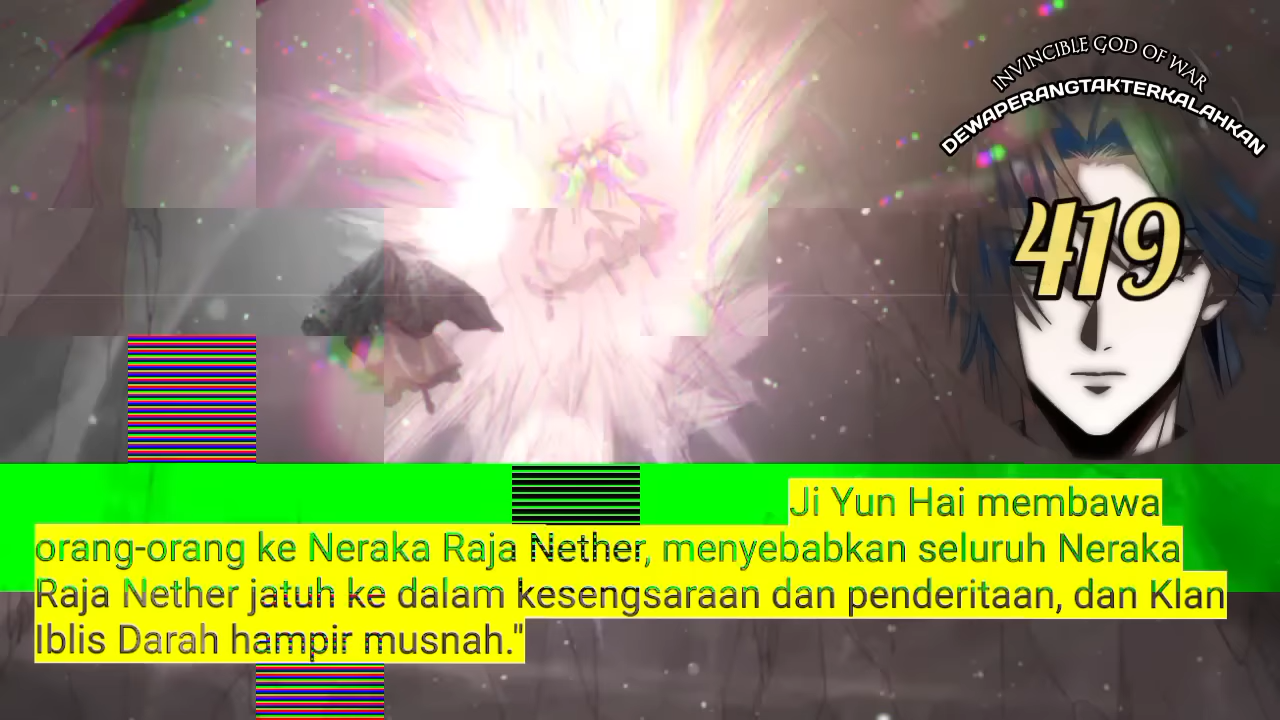 INVINCIBLE GOD OF WAR
DEWAPERANGTAKTERKALAHKAN
419
Ji Yun Hai membawa
orang-orang ke Neraka Raja Nether, menyebabkan seluruh Neraka
Raja Nether jatuh ke dalam kesengsaraan dan penderitaan, dan Klan
Iblis Darah hampir musnah."